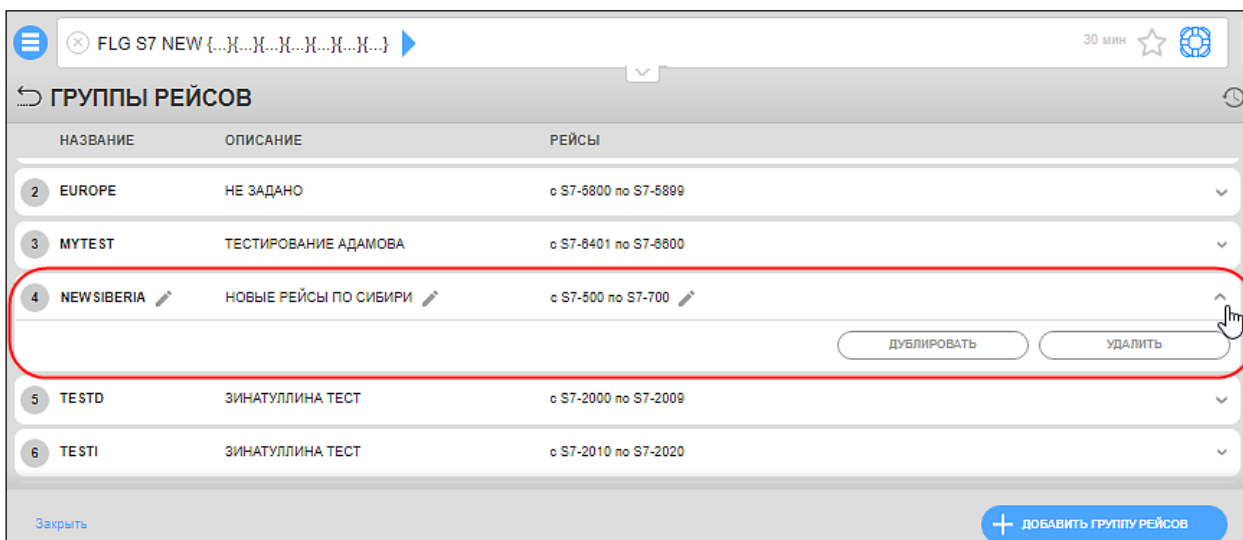 FLG S7 NEW {...}{...}{...}{...}{...}{...}{...} 30 мин
ГРУППЫ РЕЙСОВ
НАЗВАНИЕ ОПИСАНИЕ РЕЙСЫ
2 EUROPE НЕ ЗАДАНО с S7-5800 по S7-5899
3 MYTEST ТЕСТИРОВАНИЕ АДАМОВА с S7-6401 по S7-6600
4 NEWSIBERIA НОВЫЕ РЕЙСЫ ПО СИБИРИ с S7-500 по S7-700
ДУБЛИРОВАТЬ УДАЛИТЬ
5 TESTD ЗИНАТУЛЛИНА ТЕСТ с S7-2000 по S7-2009
6 TESTI ЗИНАТУЛЛИНА ТЕСТ с S7-2010 по S7-2020
Закрыть ДОБАВИТЬ ГРУППУ РЕЙСОВ